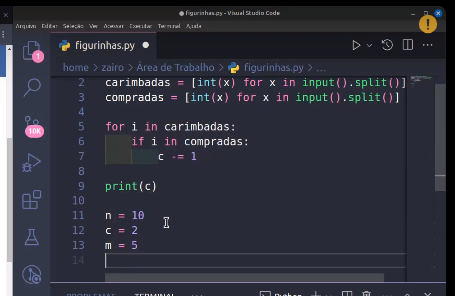 figurinhas.py - Visual Studio Code
Arquivo Editar Seleção Ver Acessar Executar Terminal Ajuda
figurinhas.py
home > zairo > Área de Trabalho > figurinhas.py > ...
2 carimbadas = [int(x) for x in input().split()]
3 compradas = [int(x) for x in input().split()]
4
5 for i in carimbadas:
6 if i in compradas:
7 c -= 1
8
9 print(c)
10
11 n = 10
12 c = 2
13 m = 5
14
1
10K
PROBLEMAS TERMINAL ... Python